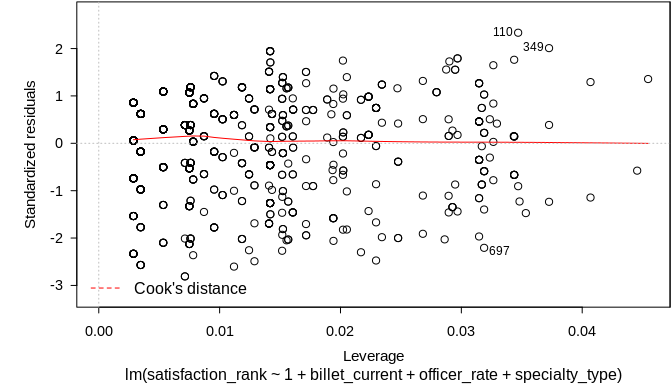 110
349
2
1
0
-1
-2
-3
Standardized residuals
697
Cook's distance
0.00 0.01 0.02 0.03 0.04
Leverage
lm(satisfaction_rank ~ 1 + billet_current + officer_rate + specialty_type)